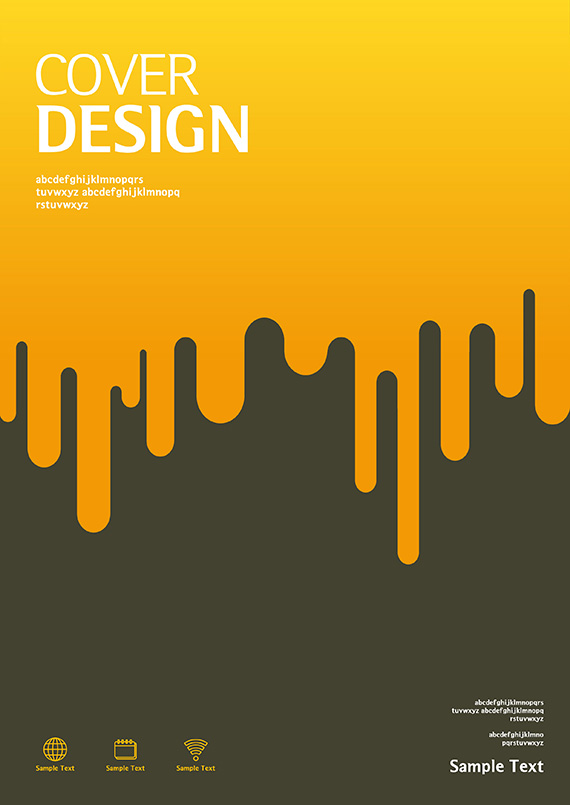 COVER
DESIGN
abcdefghijklmnopqrs
tuvwxyz abcdefghijklmnopq
rstuvwxyz
abcdefghijklmnopqrs
tuvwxyz abcdefghijklmnopq
rstuvwxyz
abcdefghijklmno
pqrstuvwxyz
Sample Text
Sample Text Sample Text Sample Text